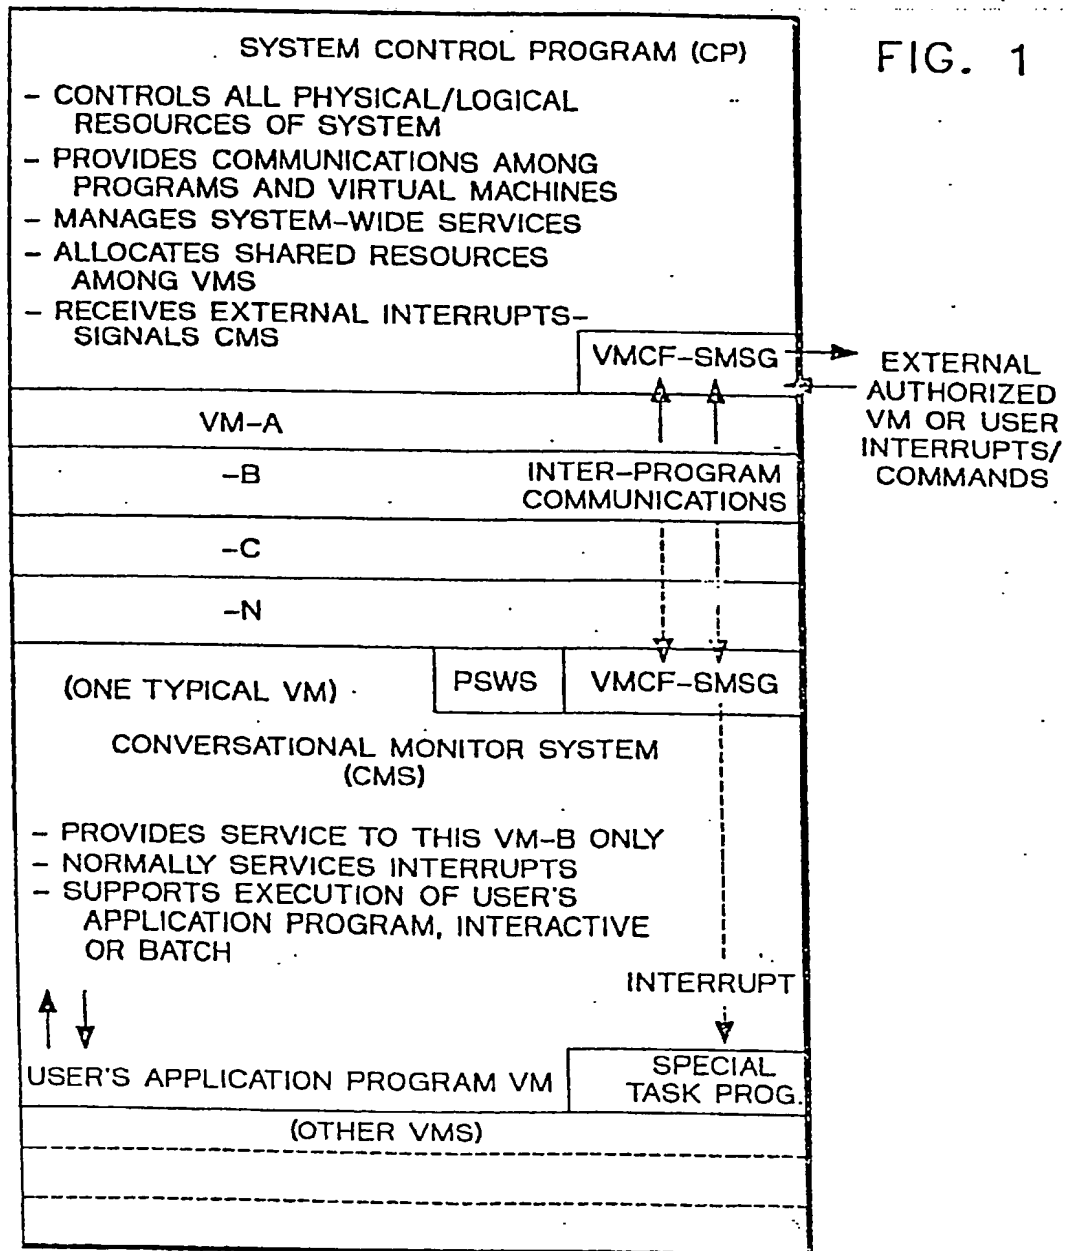 SYSTEM CONTROL PROGRAM (CP)
FIG. 1
- CONTROLS ALL PHYSICAL/LOGICAL
RESOURCES OF SYSTEM
- PROVIDES COMMUNICATIONS AMONG
PROGRAMS AND VIRTUAL MACHINES
- MANAGES SYSTEM-WIDE SERVICES
- ALLOCATES SHARED RESOURCES
AMONG VMS
- RECEIVES EXTERNAL INTERRUPTS-
SIGNALS CMS
VMCF-SMSG
EXTERNAL
AUTHORIZED
VM OR USER
INTERRUPTS/
COMMANDS
VM-A
-B
INTER-PROGRAM
COMMUNICATIONS
-C
-N
(ONE TYPICAL VM)
PSWS
VMCF-SMSG
CONVERSATIONAL MONITOR SYSTEM
(CMS)
- PROVIDES SERVICE TO THIS VM-B ONLY
- NORMALLY SERVICES INTERRUPTS
- SUPPORTS EXECUTION OF USER'S
APPLICATION PROGRAM, INTERACTIVE
OR BATCH
INTERRUPT
USER'S APPLICATION PROGRAM VM
SPECIAL
TASK PROG.
(OTHER VMS)